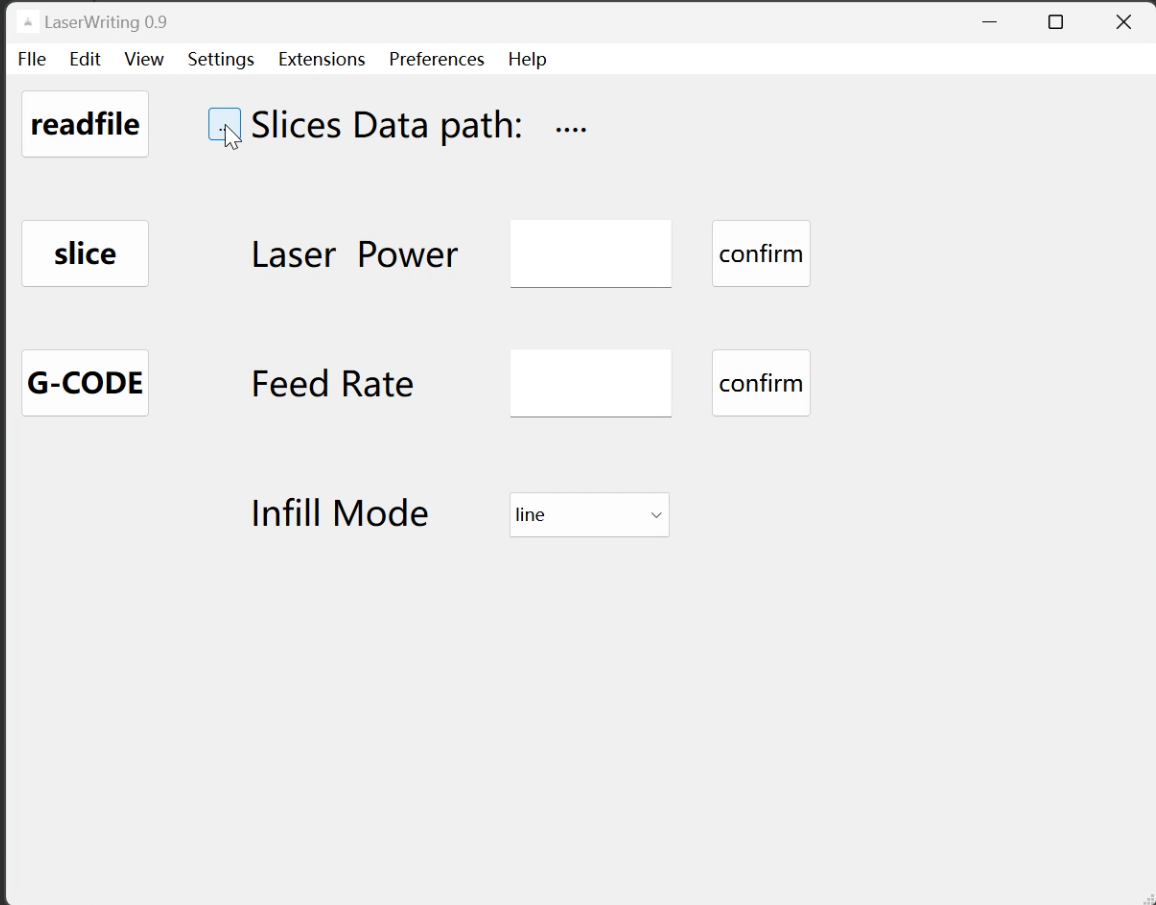 LaserWriting 0.9
FIle Edit View Settings Extensions Preferences Help
readfile .. Slices Data path: ....
slice Laser Power confirm
G-CODE Feed Rate confirm
Infill Mode line